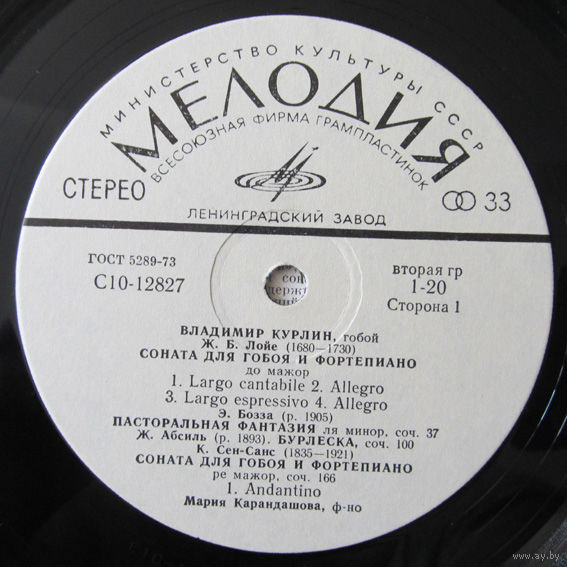 МИНИСТЕРСТВО КУЛЬТУРЫ СССР
МЕЛОДИЯ
ВСЕСОЮЗНАЯ ФИРМА ГРАМПЛАСТИНОК
СТЕРЕО
33
ЛЕНИНГРАДСКИЙ ЗАВОД
ГОСТ 5289-73
С10-12827
вторая гр
1-20
Сторона 1
ВЛАДИМИР КУРЛИН, гобой
Ж. Б. Лойе (1680—1730)
СОНАТА ДЛЯ ГОБОЯ И ФОРТЕПИАНО
до мажор
1. Largo cantabile 2. Allegro
3. Largo espressivo 4. Allegro
Э. Бозза (р. 1905)
ПАСТОРАЛЬНАЯ ФАНТАЗИЯ ля минор, соч. 37
Ж. Абсиль (р. 1893). БУРЛЕСКА, соч. 100
К. Сен-Санс (1835—1921)
СОНАТА ДЛЯ ГОБОЯ И ФОРТЕПИАНО
ре мажор, соч. 166
1. Andantino
Мария Карандашова, ф-но
www.ay.by